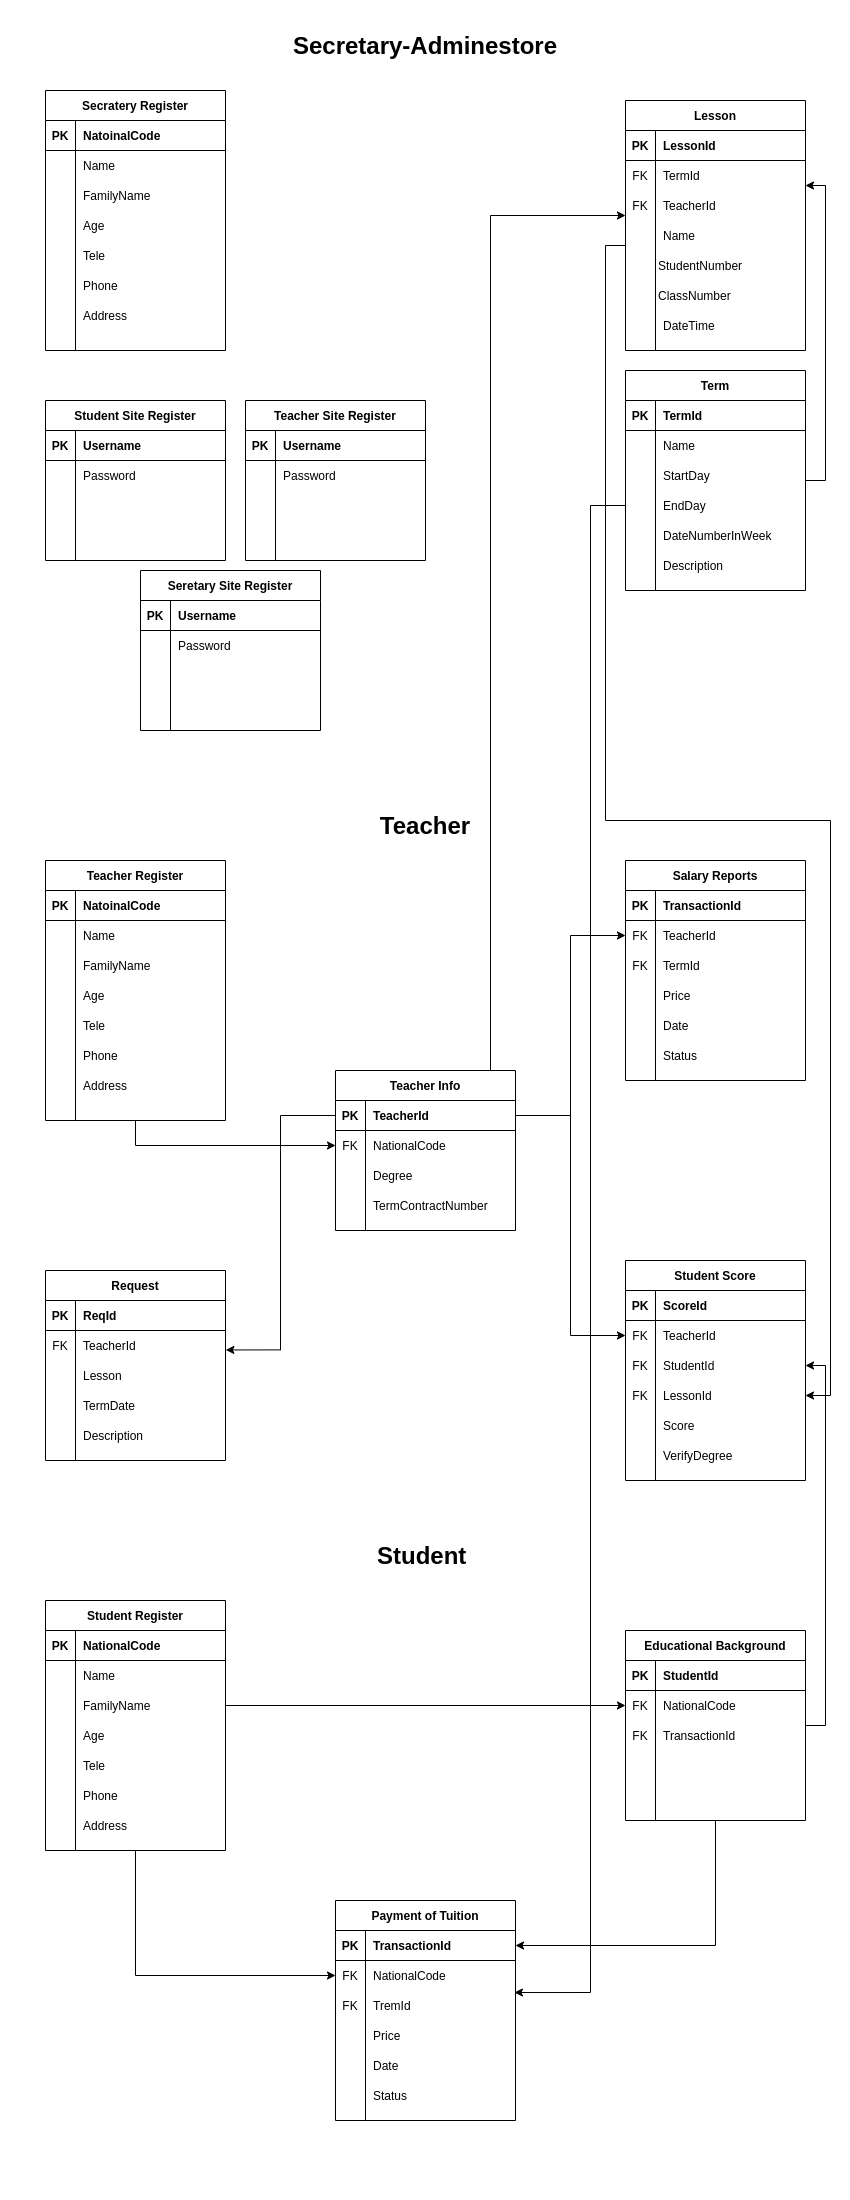 Secretary-Adminestore
Secratery Register
PK NatoinalCode
Name
FamilyName
Age
Tele
Phone
Address
Lesson
PK LessonId
FK TermId
FK TeacherId
Name
StudentNumber
ClassNumber
DateTime
Student Site Register
PK Username
Password
Teacher Site Register
PK Username
Password
Term
PK TermId
Name
StartDay
EndDay
DateNumberInWeek
Description
Seretary Site Register
PK Username
Password
Teacher
Teacher Register
PK NatoinalCode
Name
FamilyName
Age
Tele
Phone
Address
Salary Reports
PK TransactionId
FK TeacherId
FK TermId
Price
Date
Status
Teacher Info
PK TeacherId
FK NationalCode
Degree
TermContractNumber
Request
PK ReqId
FK TeacherId
Lesson
TermDate
Description
Student Score
PK ScoreId
FK TeacherId
FK StudentId
FK LessonId
Score
VerifyDegree
Student
Student Register
PK NationalCode
Name
FamilyName
Age
Tele
Phone
Address
Educational Background
PK StudentId
FK NationalCode
FK TransactionId
Payment of Tuition
PK TransactionId
FK NationalCode
FK TremId
Price
Date
Status